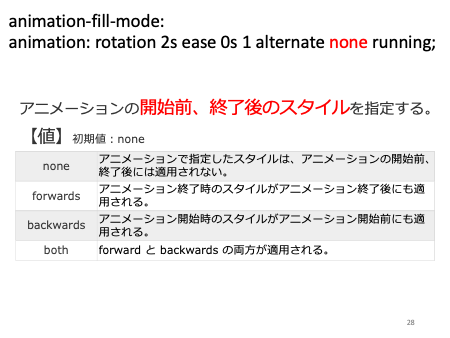 animation-fill-mode:
animation: rotation 2s ease 0s 1 alternate none running;
アニメーションの開始前、終了後のスタイルを指定する。
【値】初期値：none
none
アニメーションで指定したスタイルは、アニメーションの開始前、
終了後には適用されない。
forwards
アニメーション終了時のスタイルがアニメーション終了後にも適
用される。
backwards
アニメーション開始時のスタイルがアニメーション開始前にも適
用される。
both
forward と backwards の両方が適用される。
28